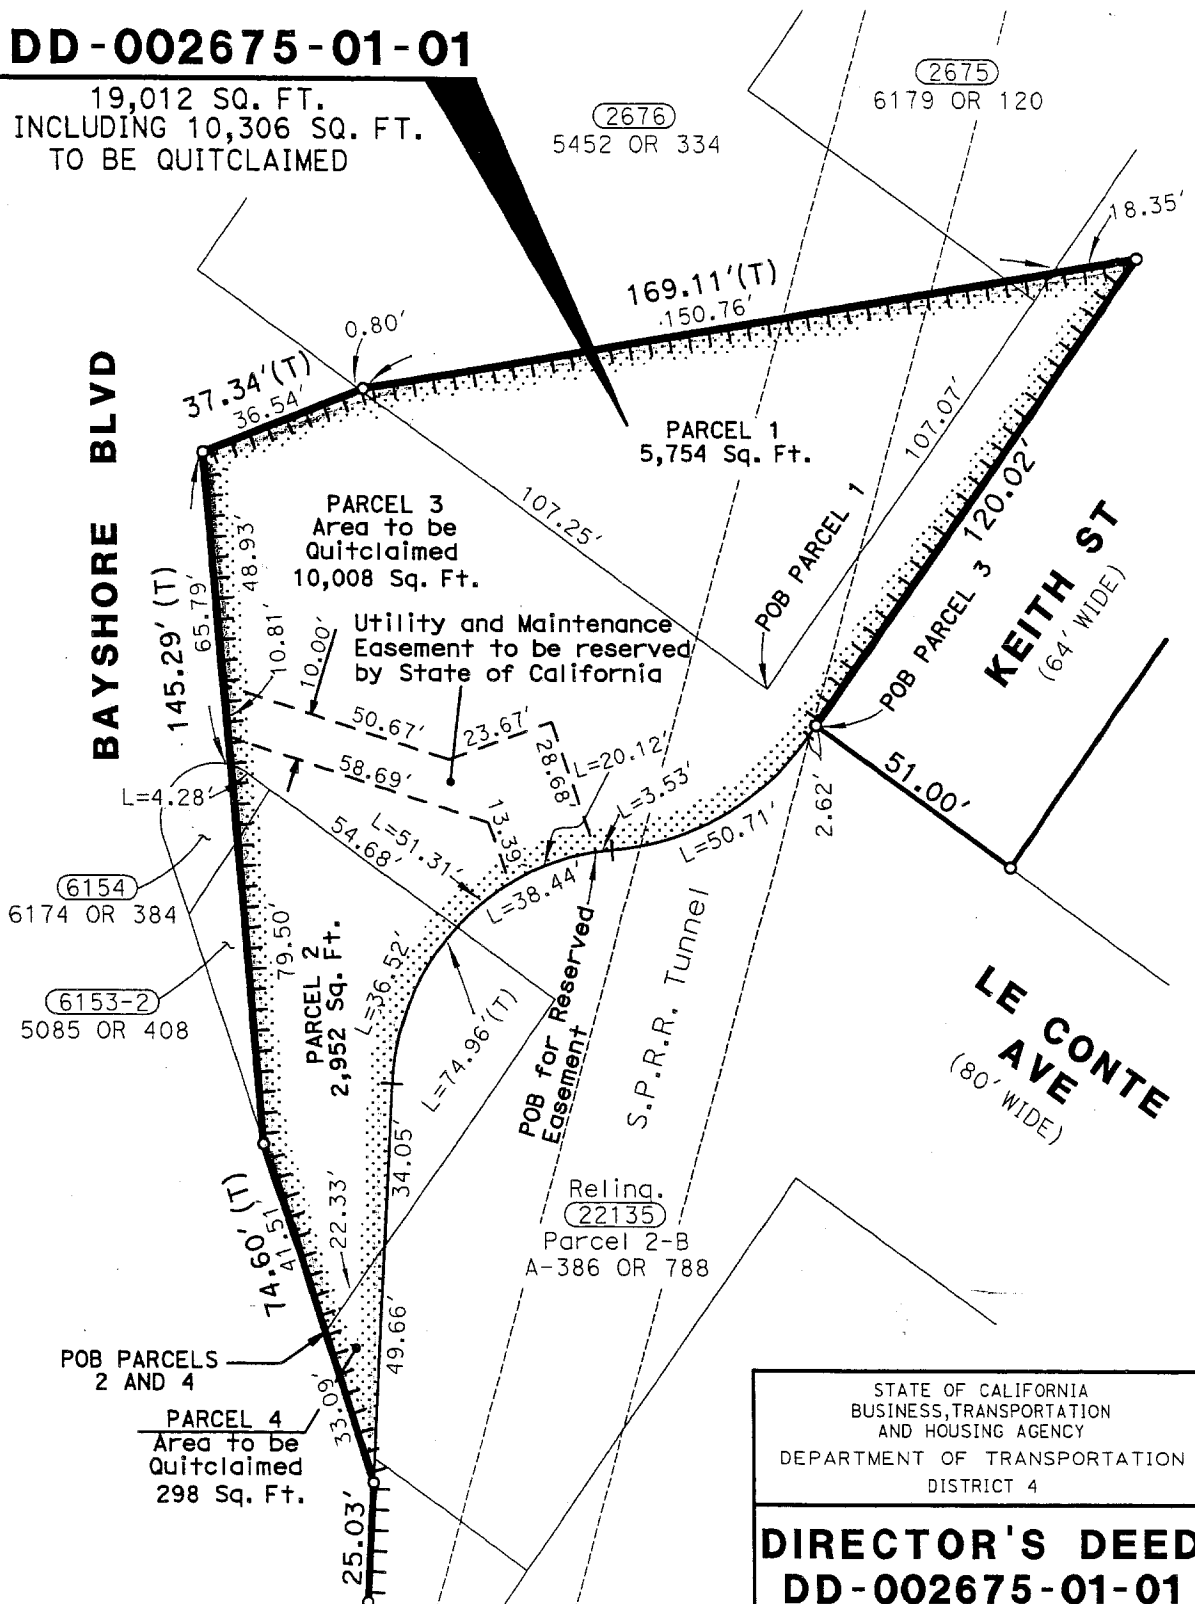 DD-002675-01-01
19,012 SQ. FT.
INCLUDING 10,306 SQ. FT.
TO BE QUITCLAIMED
2676
5452 OR 334
2675
6179 OR 120
18.35'
169.11'(T)
150.76'
0.80'
37.34'(T)
36.54'
BAYSHORE BLVD
PARCEL 1
5,754 Sq. Ft.
107.07'
120.02'
107.25'
POB PARCEL 1
PARCEL 3
Area to be
Quitclaimed
10,008 Sq. Ft.
48.93'
145.29' (T)
65.79'
10.81'
10.00'
Utility and Maintenance
Easement to be reserved
by State of California
POB PARCEL 3
KEITH ST
(64' WIDE)
50.67'
23.67'
28.68'
58.69'
13.39'
L=20.12'
L=3.53'
L=50.71'
2.62'
51.00'
L=4.28'
L=51.31'
54.68'
L=38.44'
6154
6174 OR 384
6153-2
5085 OR 408
79.50'
PARCEL 2
2,952 Sq. Ft.
L=36.52'
L=74.96'(T)
POB for Reserved
Easement
S.P.R.R. Tunnel
LE CONTE
AVE
(80' WIDE)
34.05'
22.33'
74.60' (T)
41.51'
49.66'
Relinq.
22135
Parcel 2-B
A-386 OR 788
POB PARCELS
2 AND 4
33.09'
PARCEL 4
Area to be
Quitclaimed
298 Sq. Ft.
25.03'
STATE OF CALIFORNIA
BUSINESS, TRANSPORTATION
AND HOUSING AGENCY
DEPARTMENT OF TRANSPORTATION
DISTRICT 4
DIRECTOR'S DEED
DD-002675-01-01